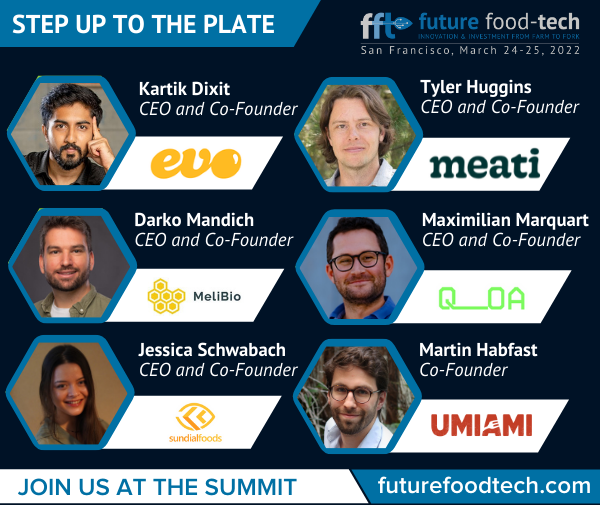 STEP UP TO THE PLATE
fft future food-tech
INNOVATION & INVESTMENT FROM FARM TO FORK
San Francisco, March 24-25, 2022
Kartik Dixit
CEO and Co-Founder
evo
Tyler Huggins
CEO and Co-Founder
meati
Darko Mandich
CEO and Co-Founder
MeliBio
Maximilian Marquart
CEO and Co-Founder
Q_OA
Jessica Schwabach
CEO and Co-Founder
sundialfoods
Martin Habfast
Co-Founder
UMIAMI
JOIN US AT THE SUMMIT
futurefoodtech.com